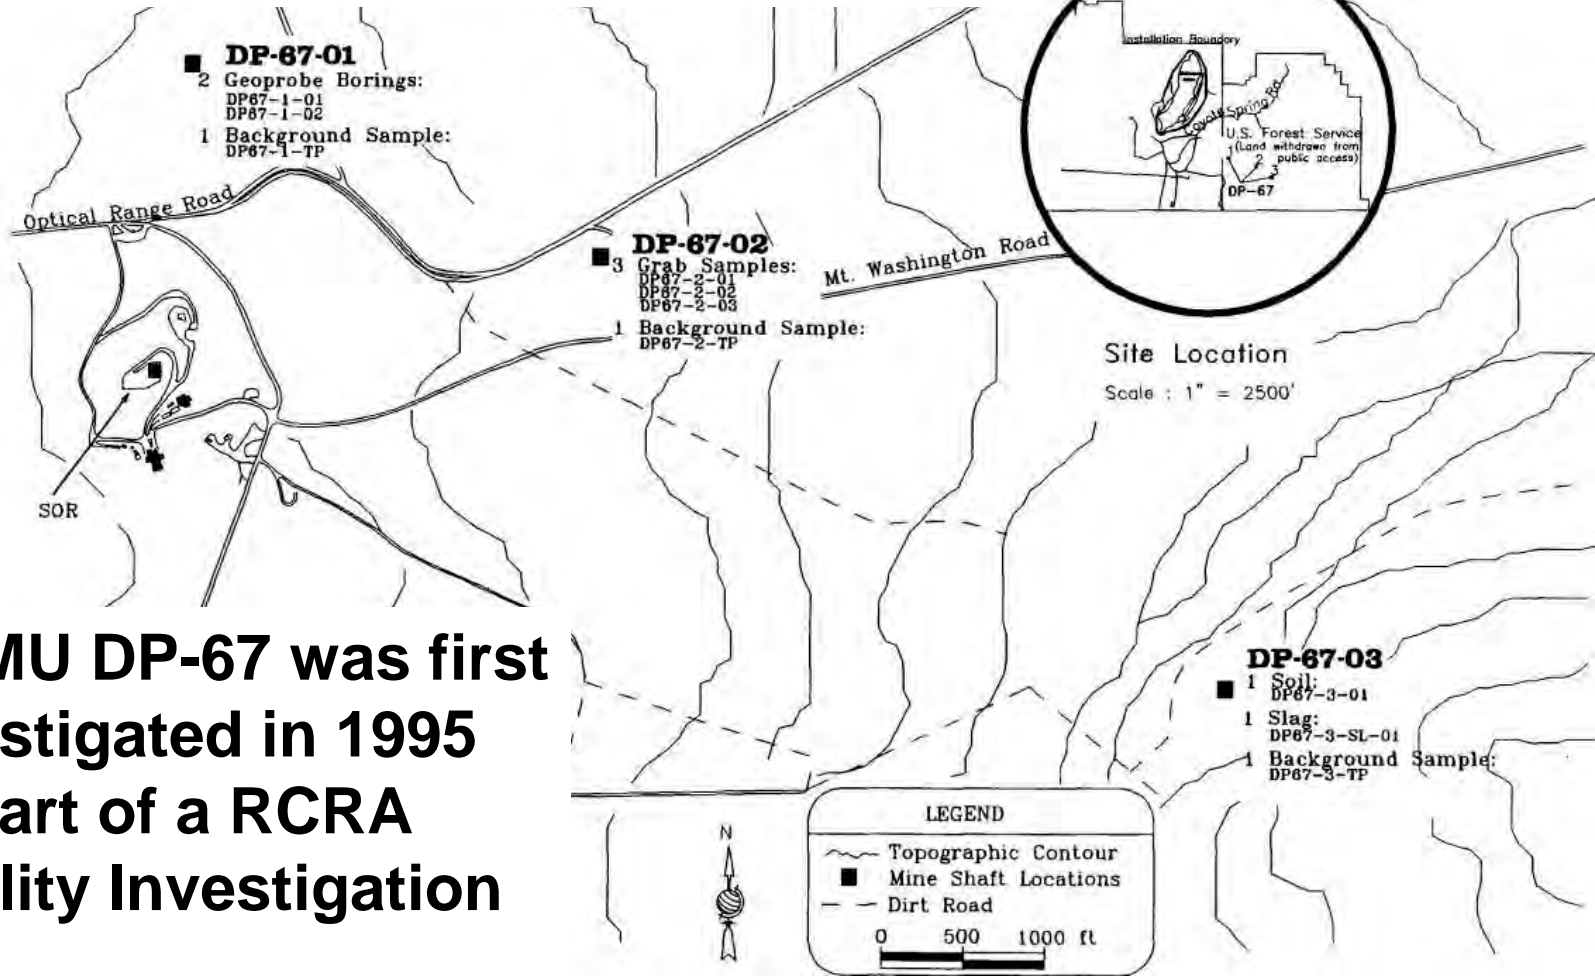 DP-67-01
2 Geoprobe Borings:
DP67-1-01
DP67-1-02
1 Background Sample:
DP67-1-TP
Optical Range Road
SOR
DP-67-02
3 Grab Samples:
DP67-2-01
DP67-2-02
DP67-2-03
1 Background Sample:
DP67-2-TP
Mt. Washington Road
Installation Boundary
Coyote Spring Rd.
U.S. Forest Service
(Land withdrawn from
public access)
1
2
3
DP-67
Site Location
Scale : 1" = 2500'
DP-67-03
1 Soil:
DP67-3-01
1 Slag:
DP67-3-SL-01
1 Background Sample:
DP67-3-TP
MU DP-67 was first
stigated in 1995
art of a RCRA
lity Investigation
N
LEGEND
Topographic Contour
Mine Shaft Locations
Dirt Road
0 500 1000 ft